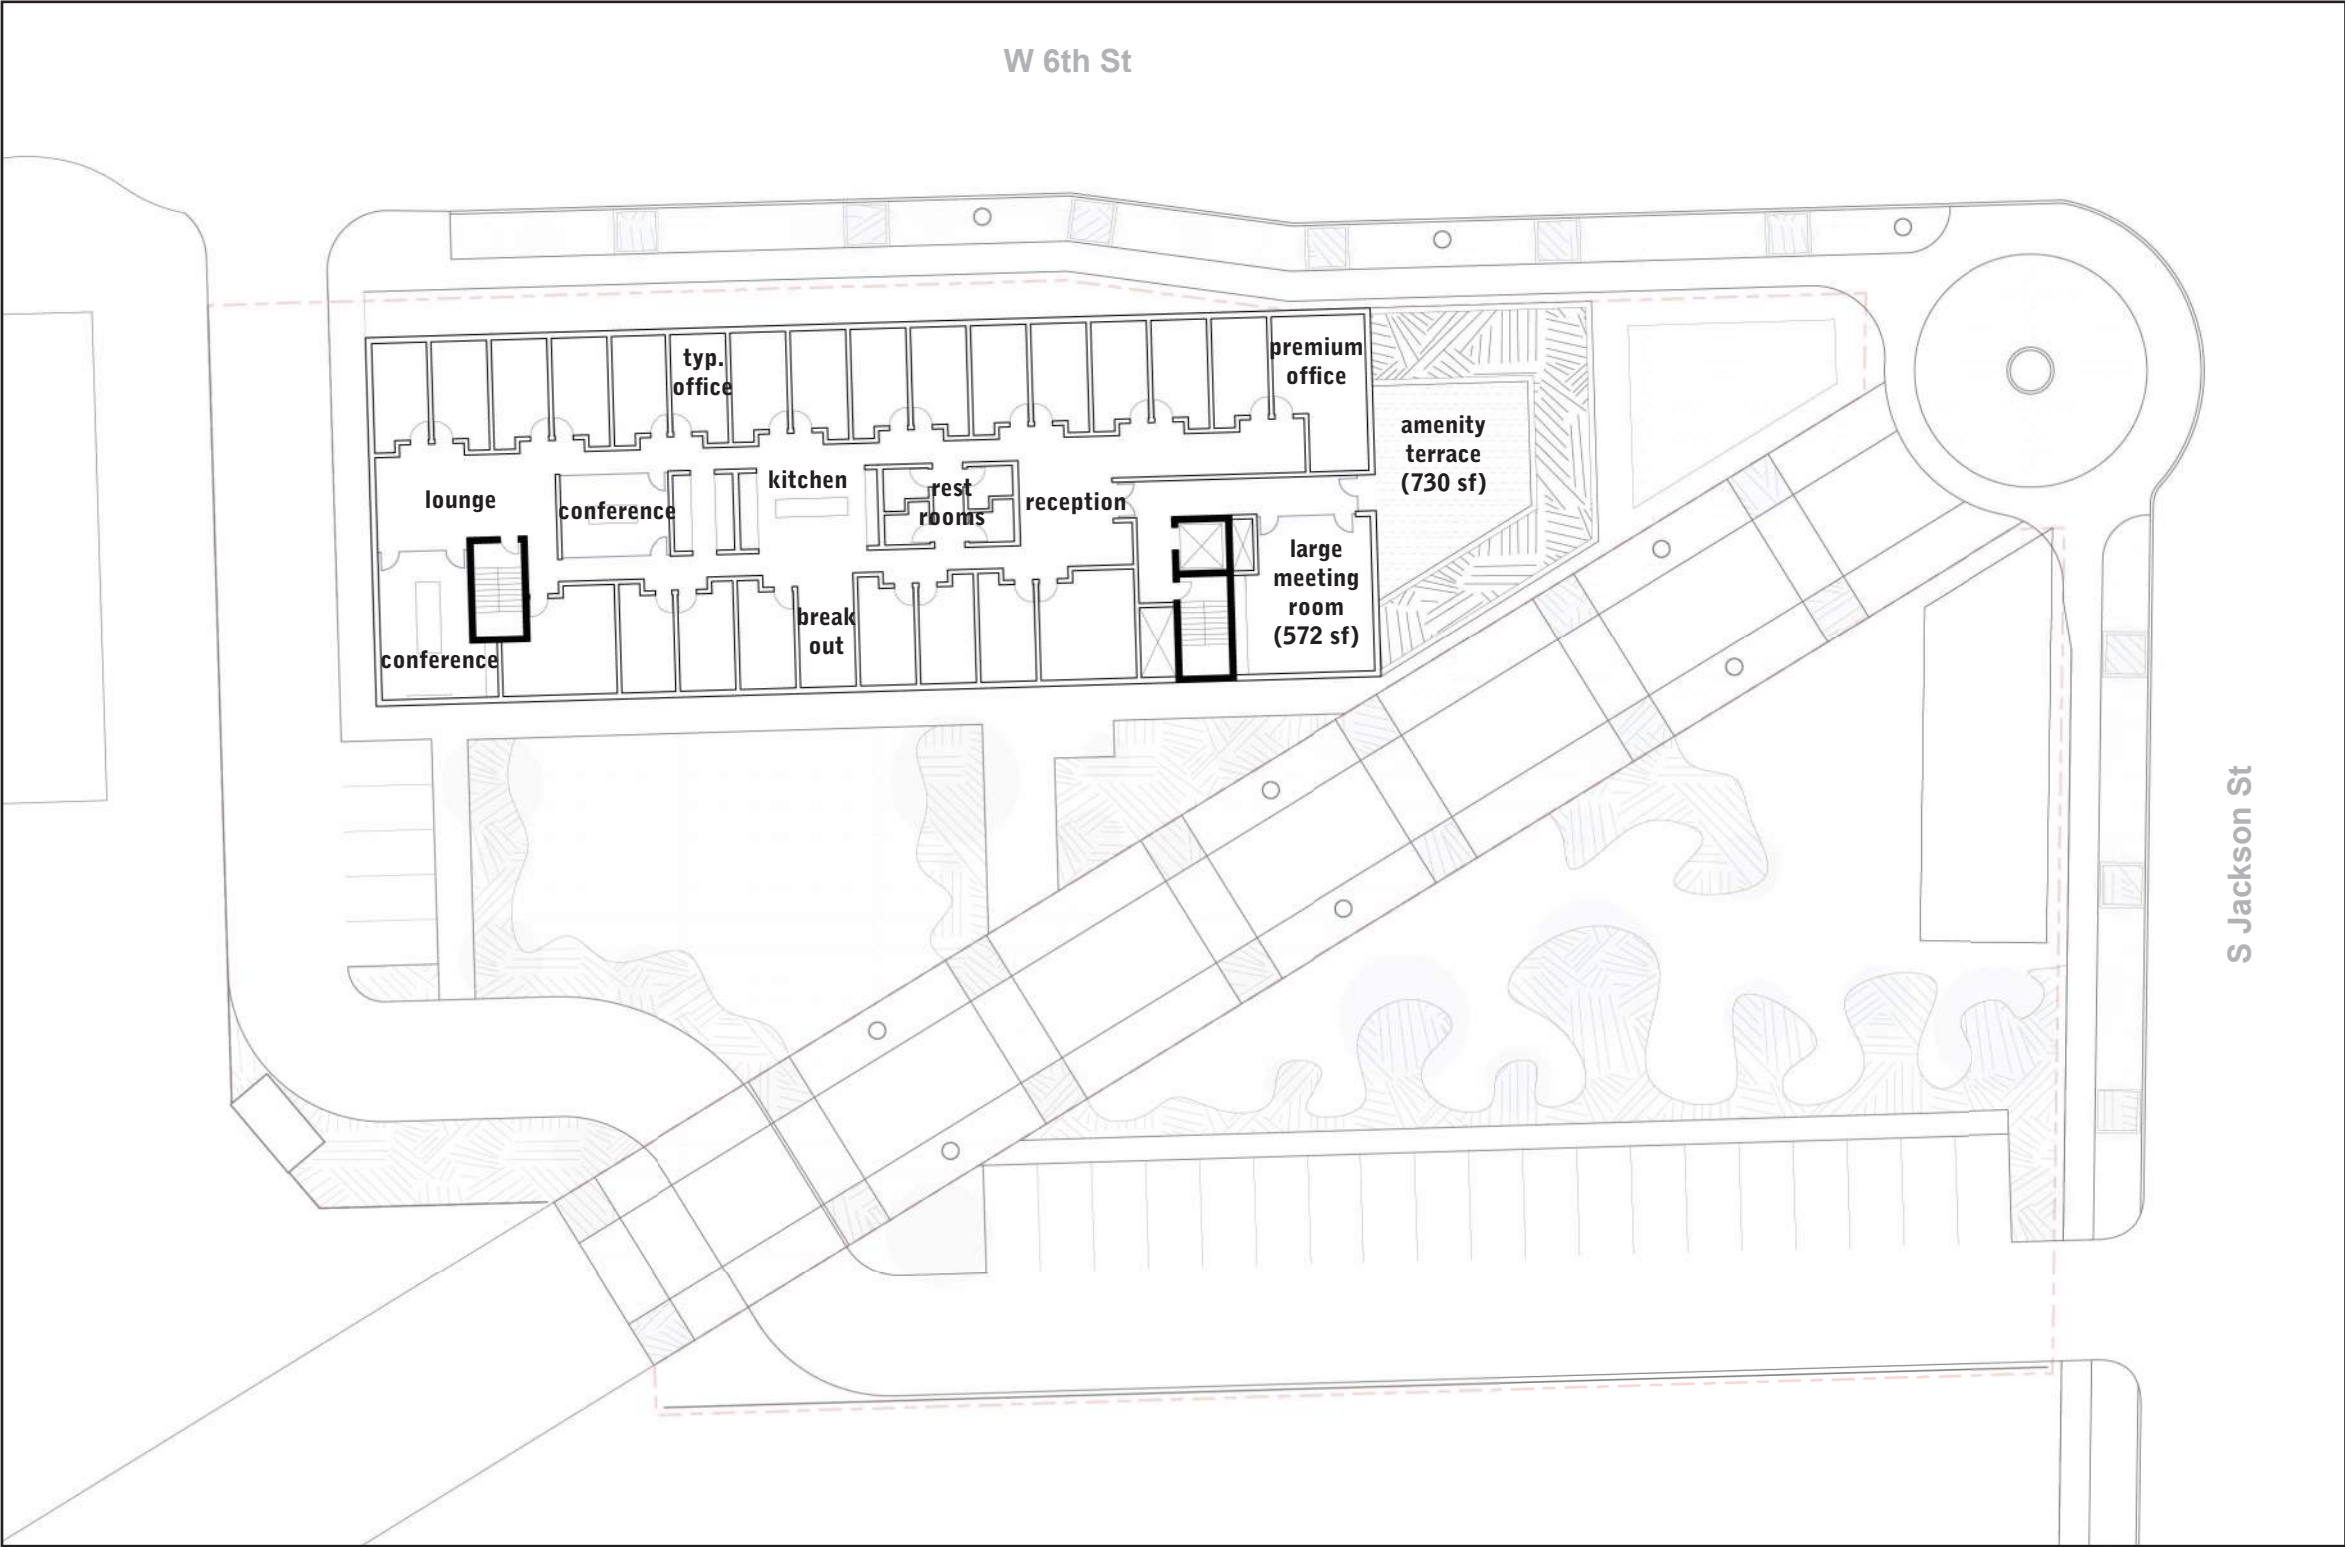 W 6th St
typ.
office
premium
office
amenity
terrace
(730 sf)
lounge
conference
kitchen
rest
rooms
reception
large
meeting
room
(572 sf)
break
out
conference
S Jackson St